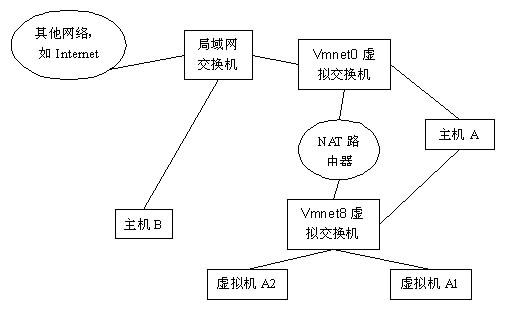 其他网络，
如 Internet
局域网
交换机
Vmnet0 虚
拟交换机
NAT 路
由器
主机 A
主机 B
Vmnet8 虚
拟交换机
虚拟机 A2
虚拟机 A1